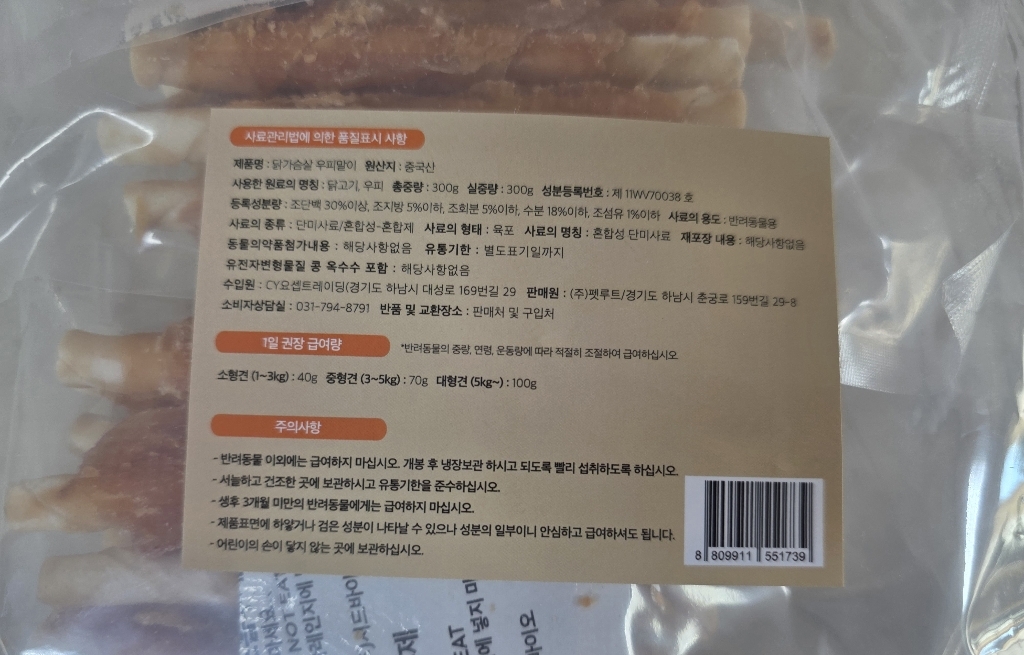 사료관리법에 의한 품질표시 사항
제품명 : 닭가슴살 우피말이 원산지 : 중국산
사용한 원료의 명칭 : 닭고기, 우피 총중량 : 300g 실중량 : 300g 성분등록번호 : 제 11WV70038 호
등록성분량 : 조단백 30%이상, 조지방 5%이하, 조회분 5%이하, 수분 18%이하, 조섬유 1%이하 사료의 용도 : 반려동물용
사료의 종류 : 단미사료/혼합성-혼합제 사료의 형태 : 육포 사료의 명칭 : 혼합성 단미사료 재포장 내용 : 해당사항없음
동물의약품첨가내용 : 해당사항없음 유통기한 : 별도표기일까지
유전자변형물질 콩 옥수수 포함 : 해당사항없음
수입원 : CY요셉트레이딩(경기도 하남시 대성로 169번길 29 판매원 : (주)펫루트/경기도 하남시 춘궁로 159번길 29-8
소비자상담실 : 031-794-8791 반품 및 교환장소 : 판매처 및 구입처
1일 권장 급여량 *반려동물의 중량, 연령, 운동량에 따라 적절히 조절하여 급여하십시오
소형견 (1~3kg) : 40g 중형견 (3~5kg) : 70g 대형견 (5kg~) : 100g
주의사항
- 반려동물 이외에는 급여하지 마십시오. 개봉 후 냉장보관 하시고 되도록 빨리 섭취하도록 하십시오.
- 서늘하고 건조한 곳에 보관하시고 유통기한을 준수하십시오.
- 생후 3개월 미만의 반려동물에게는 급여하지 마십시오.
- 제품표면에 하얗거나 검은 성분이 나타날 수 있으나 성분의 일부이니 안심하고 급여하셔도 됩니다.
- 어린이의 손이 닿지 않는 곳에 보관하십시오.
8 809911 551739
NOT EAT
에 넣지